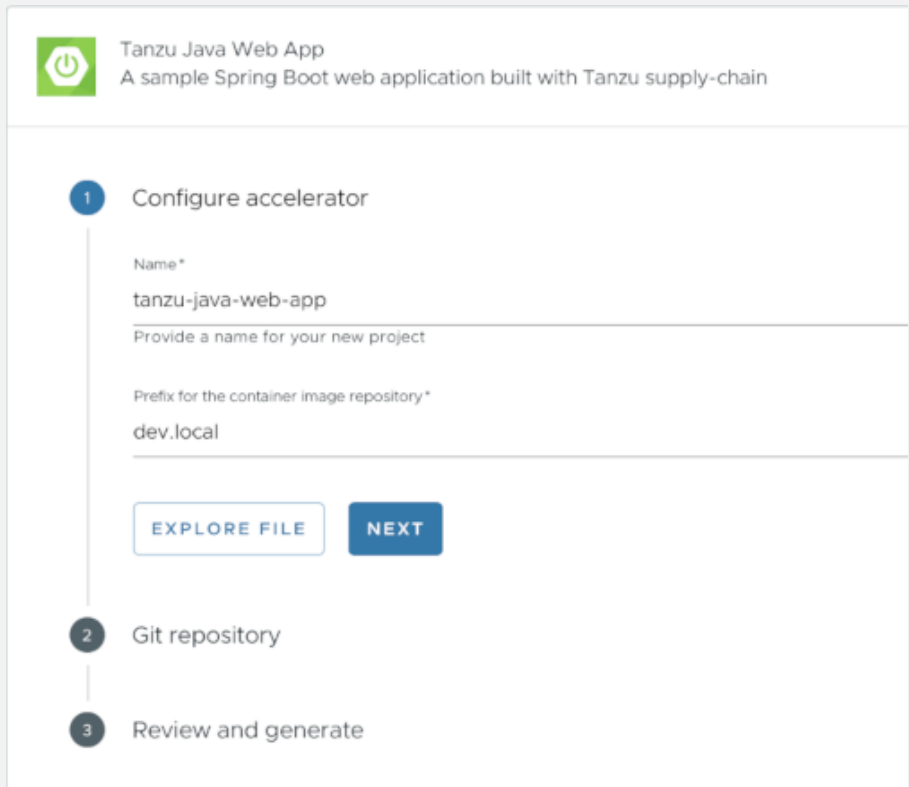 Tanzu Java Web App
A sample Spring Boot web application built with Tanzu supply-chain
1
Configure accelerator
Name*
tanzu-java-web-app
Provide a name for your new project
Prefix for the container image repository*
dev.local
EXPLORE FILE
NEXT
2
Git repository
3
Review and generate